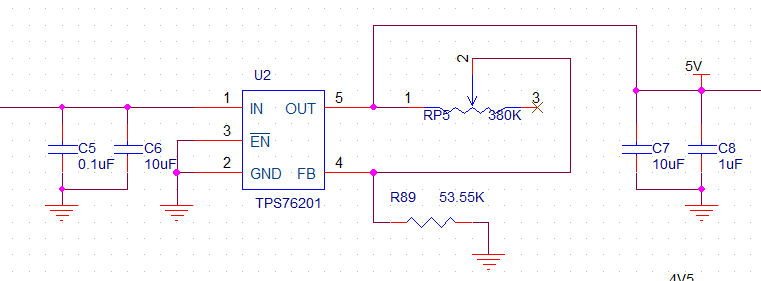 5V
U2
2
1 IN OUT 5
1 3
RP5 380K
3 EN
C5
0.1uF
C6
10uF
C7
10uF
C8
1uF
2 GND FB 4
TPS76201
R89 53.55K
4V5